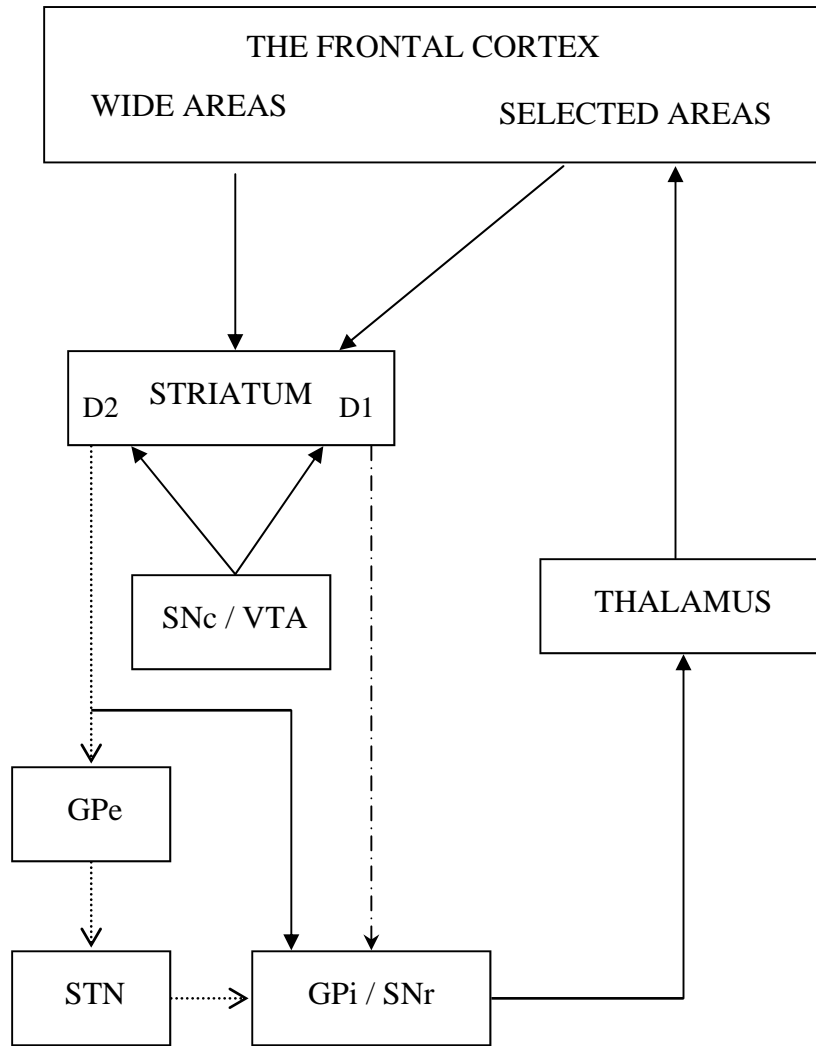 THE FRONTAL CORTEX
WIDE AREAS
SELECTED AREAS
STRIATUM
D2
D1
SNc / VTA
THALAMUS
GPe
STN
GPi / SNr